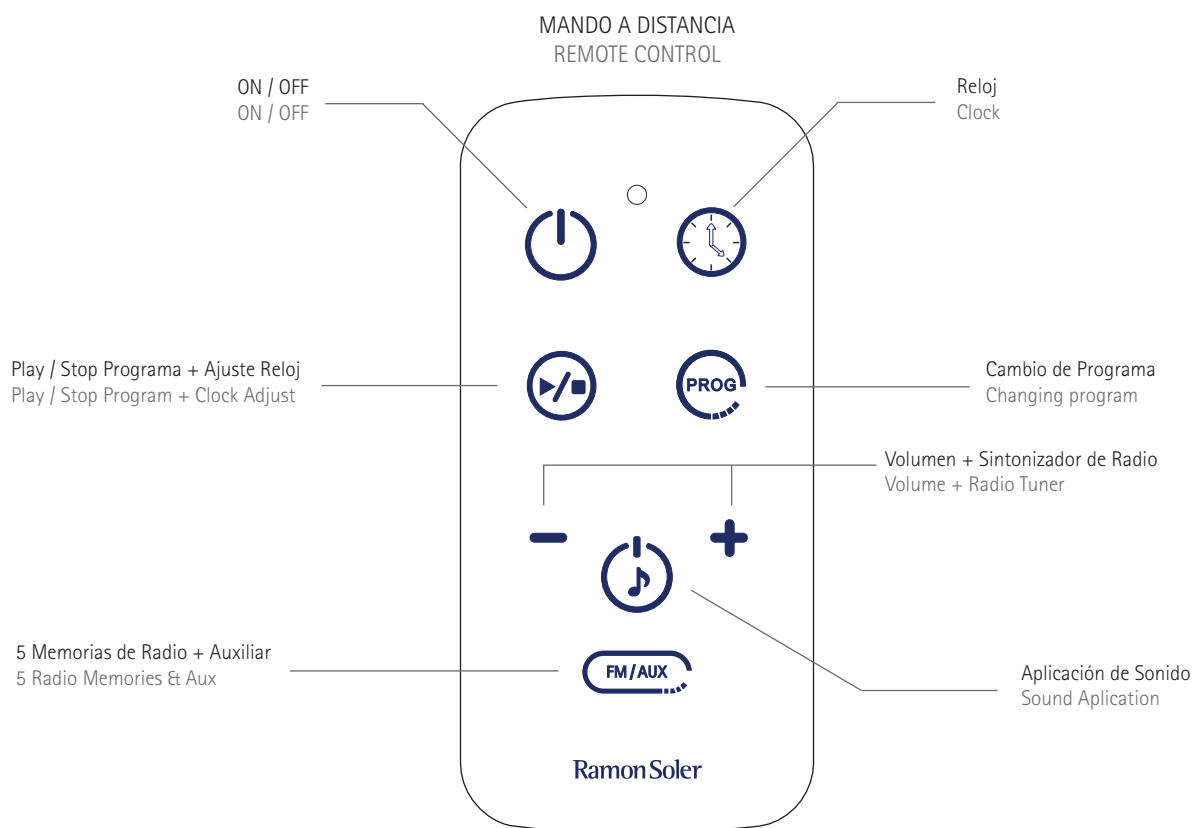 MANDO A DISTANCIA
REMOTE CONTROL
ON / OFF
ON / OFF
Reloj
Clock
Play / Stop Programa + Ajuste Reloj
Play / Stop Program + Clock Adjust
PROG
Cambio de Programa
Changing program
Volumen + Sintonizador de Radio
Volume + Radio Tuner
5 Memorias de Radio + Auxiliar
5 Radio Memories & Aux
FM/AUX
Aplicación de Sonido
Sound Aplication
Ramon Soler